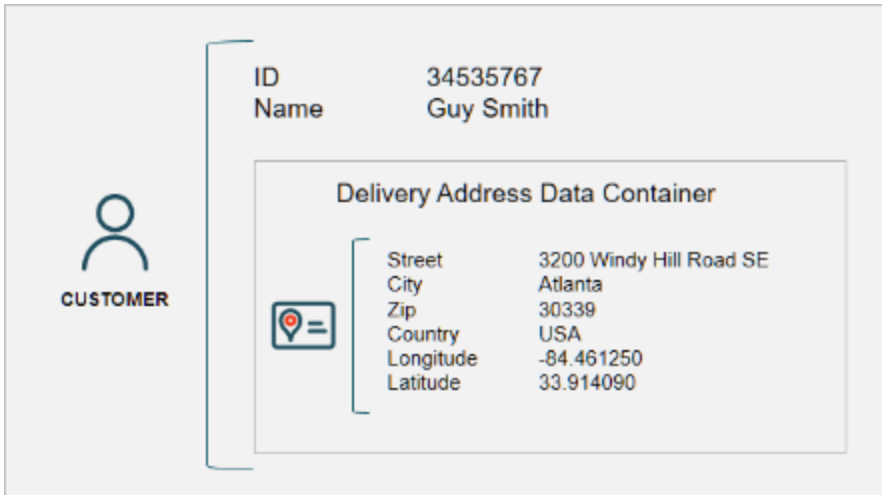 ID 34535767
Name Guy Smith
Delivery Address Data Container
Street 3200 Windy Hill Road SE
City Atlanta
Zip 30339
Country USA
Longitude -84.461250
Latitude 33.914090
CUSTOMER